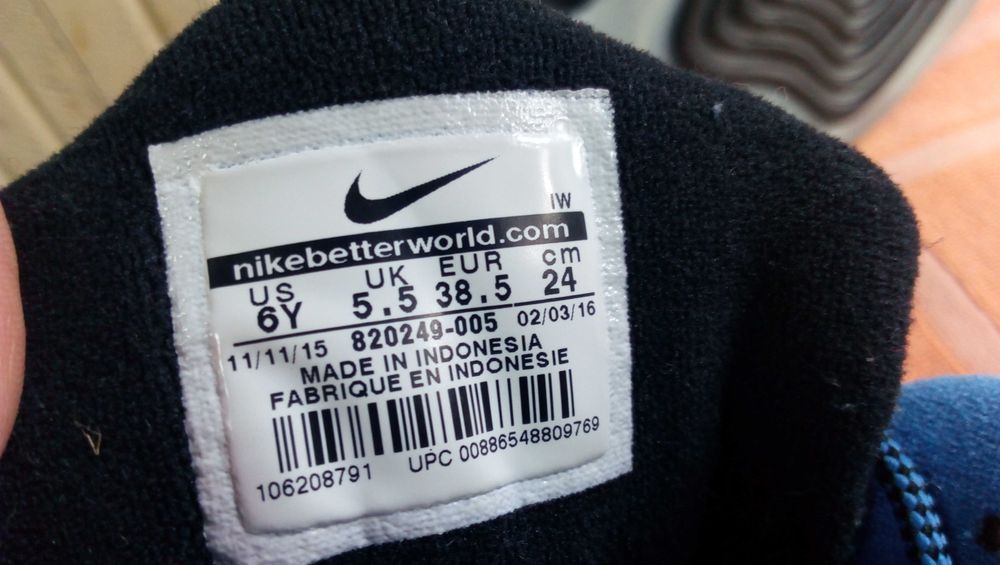 IW
nikebetterworld.com
US UK EUR cm
6Y 5.5 38.5 24
11/11/15 820249-005 02/03/16
MADE IN INDONESIA
FABRIQUE EN INDONESIE
106208791 UPC 00886548809769